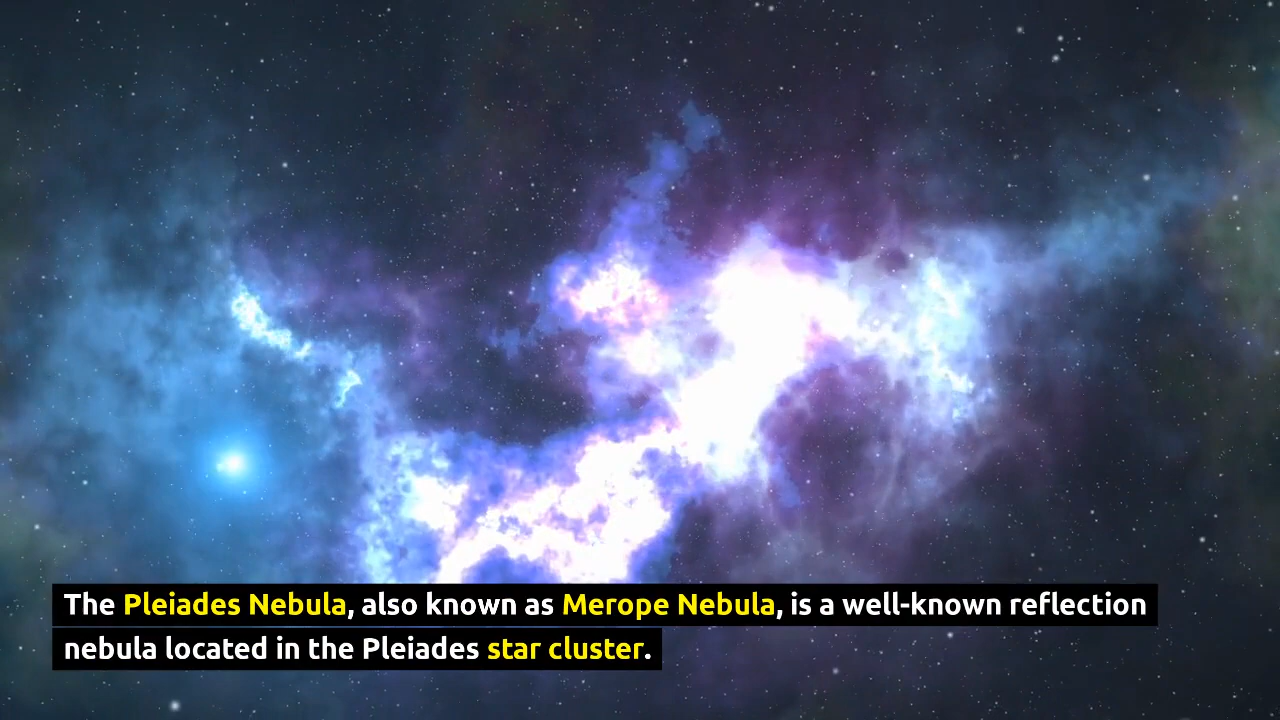 The Pleiades Nebula, also known as Merope Nebula, is a well-known reflection
nebula located in the Pleiades star cluster.